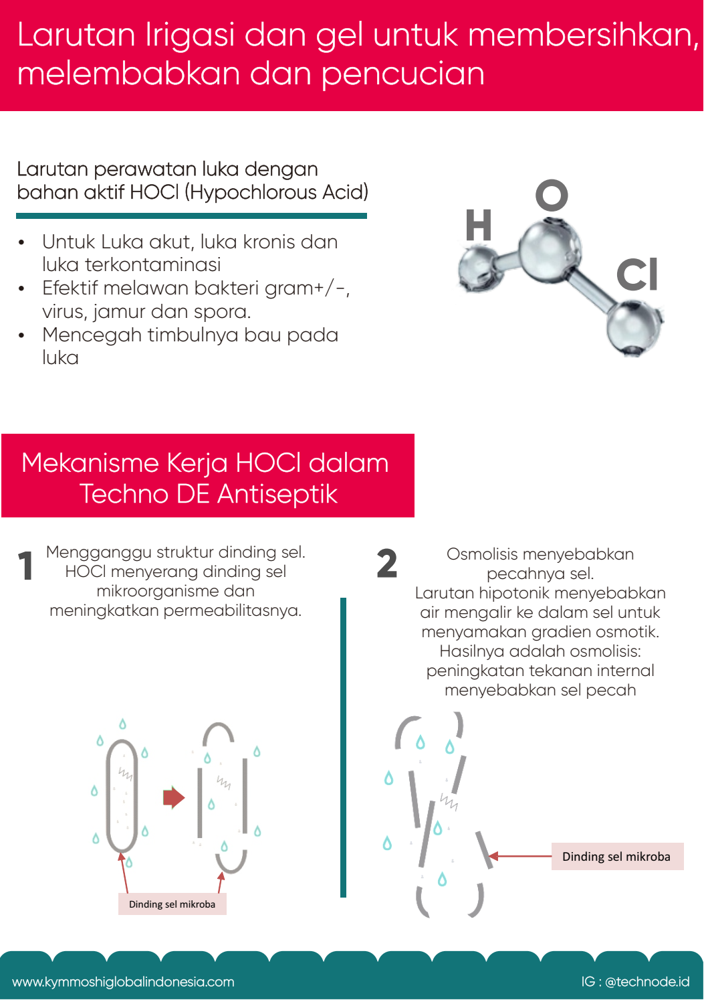 Larutan Irigasi dan gel untuk membersihkan,
melembabkan dan pencucian
Larutan perawatan luka dengan
bahan aktif HOCl (Hypochlorous Acid)
• Untuk Luka akut, luka kronis dan
luka terkontaminasi
• Efektif melawan bakteri gram+/-,
virus, jamur dan spora.
• Mencegah timbulnya bau pada
luka
H
O
Cl
Mekanisme Kerja HOCl dalam
Techno DE Antiseptik
1
Mengganggu struktur dinding sel.
HOCl menyerang dinding sel
mikroorganisme dan
meningkatkan permeabilitasnya.
Dinding sel mikroba
2
Osmolisis menyebabkan
pecahnya sel.
Larutan hipotonik menyebabkan
air mengalir ke dalam sel untuk
menyamakan gradien osmotik.
Hasilnya adalah osmolisis:
peningkatan tekanan internal
menyebabkan sel pecah
Dinding sel mikroba
www.kymmoshiglobalindonesia.com
IG : @technode.id